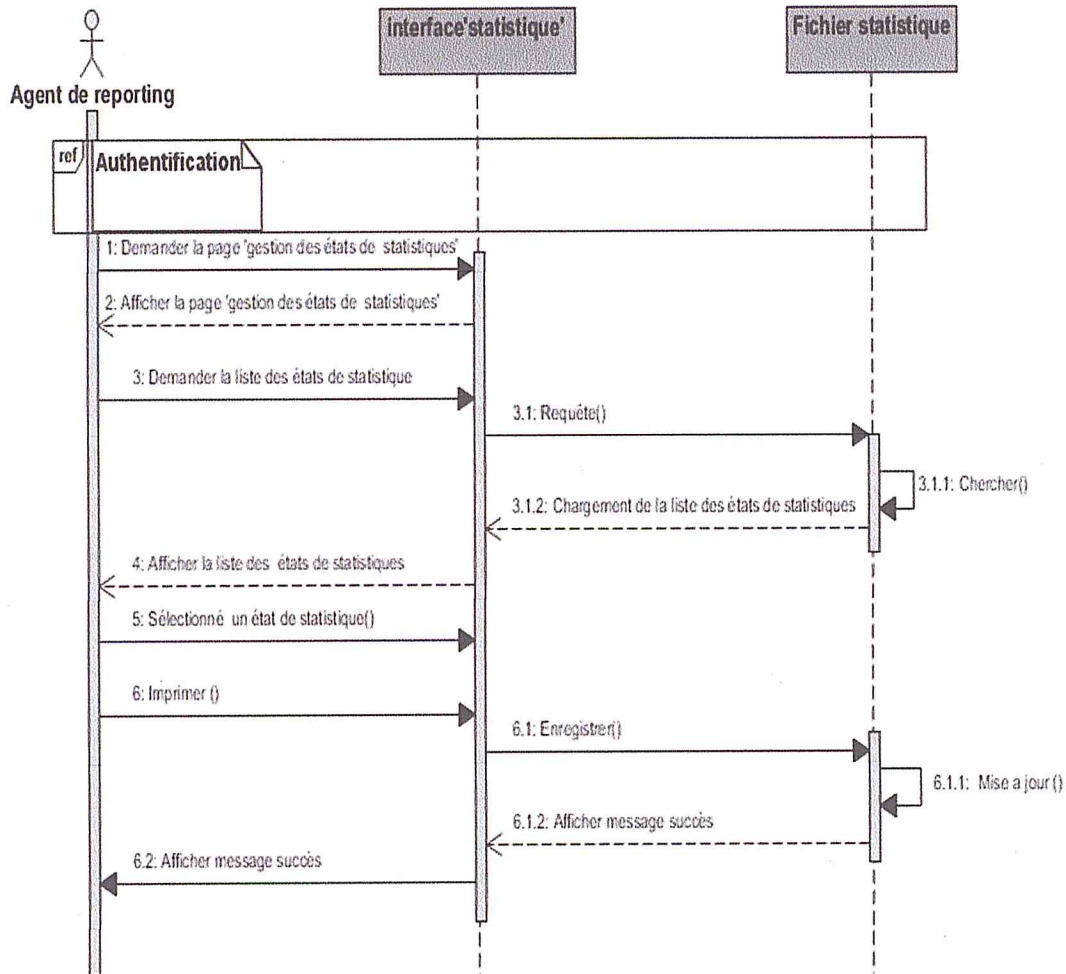 Interface'statistique'
Fichier statistique
Agent de reporting
ref
Authentification
1: Demander la page 'gestion des états de statistiques'
2: Afficher la page 'gestion des états de statistiques'
3: Demander la liste des états de statistique
3.1: Requête()
3.1.1: Chercher()
3.1.2: Chargement de la liste des états de statistiques
4: Afficher la liste des états de statistiques
5: Sélectionné un état de statistique()
6: Imprimer ()
6.1: Enregistrer()
6.1.1: Mise a jour ()
6.1.2: Afficher message succès
6.2: Afficher message succès